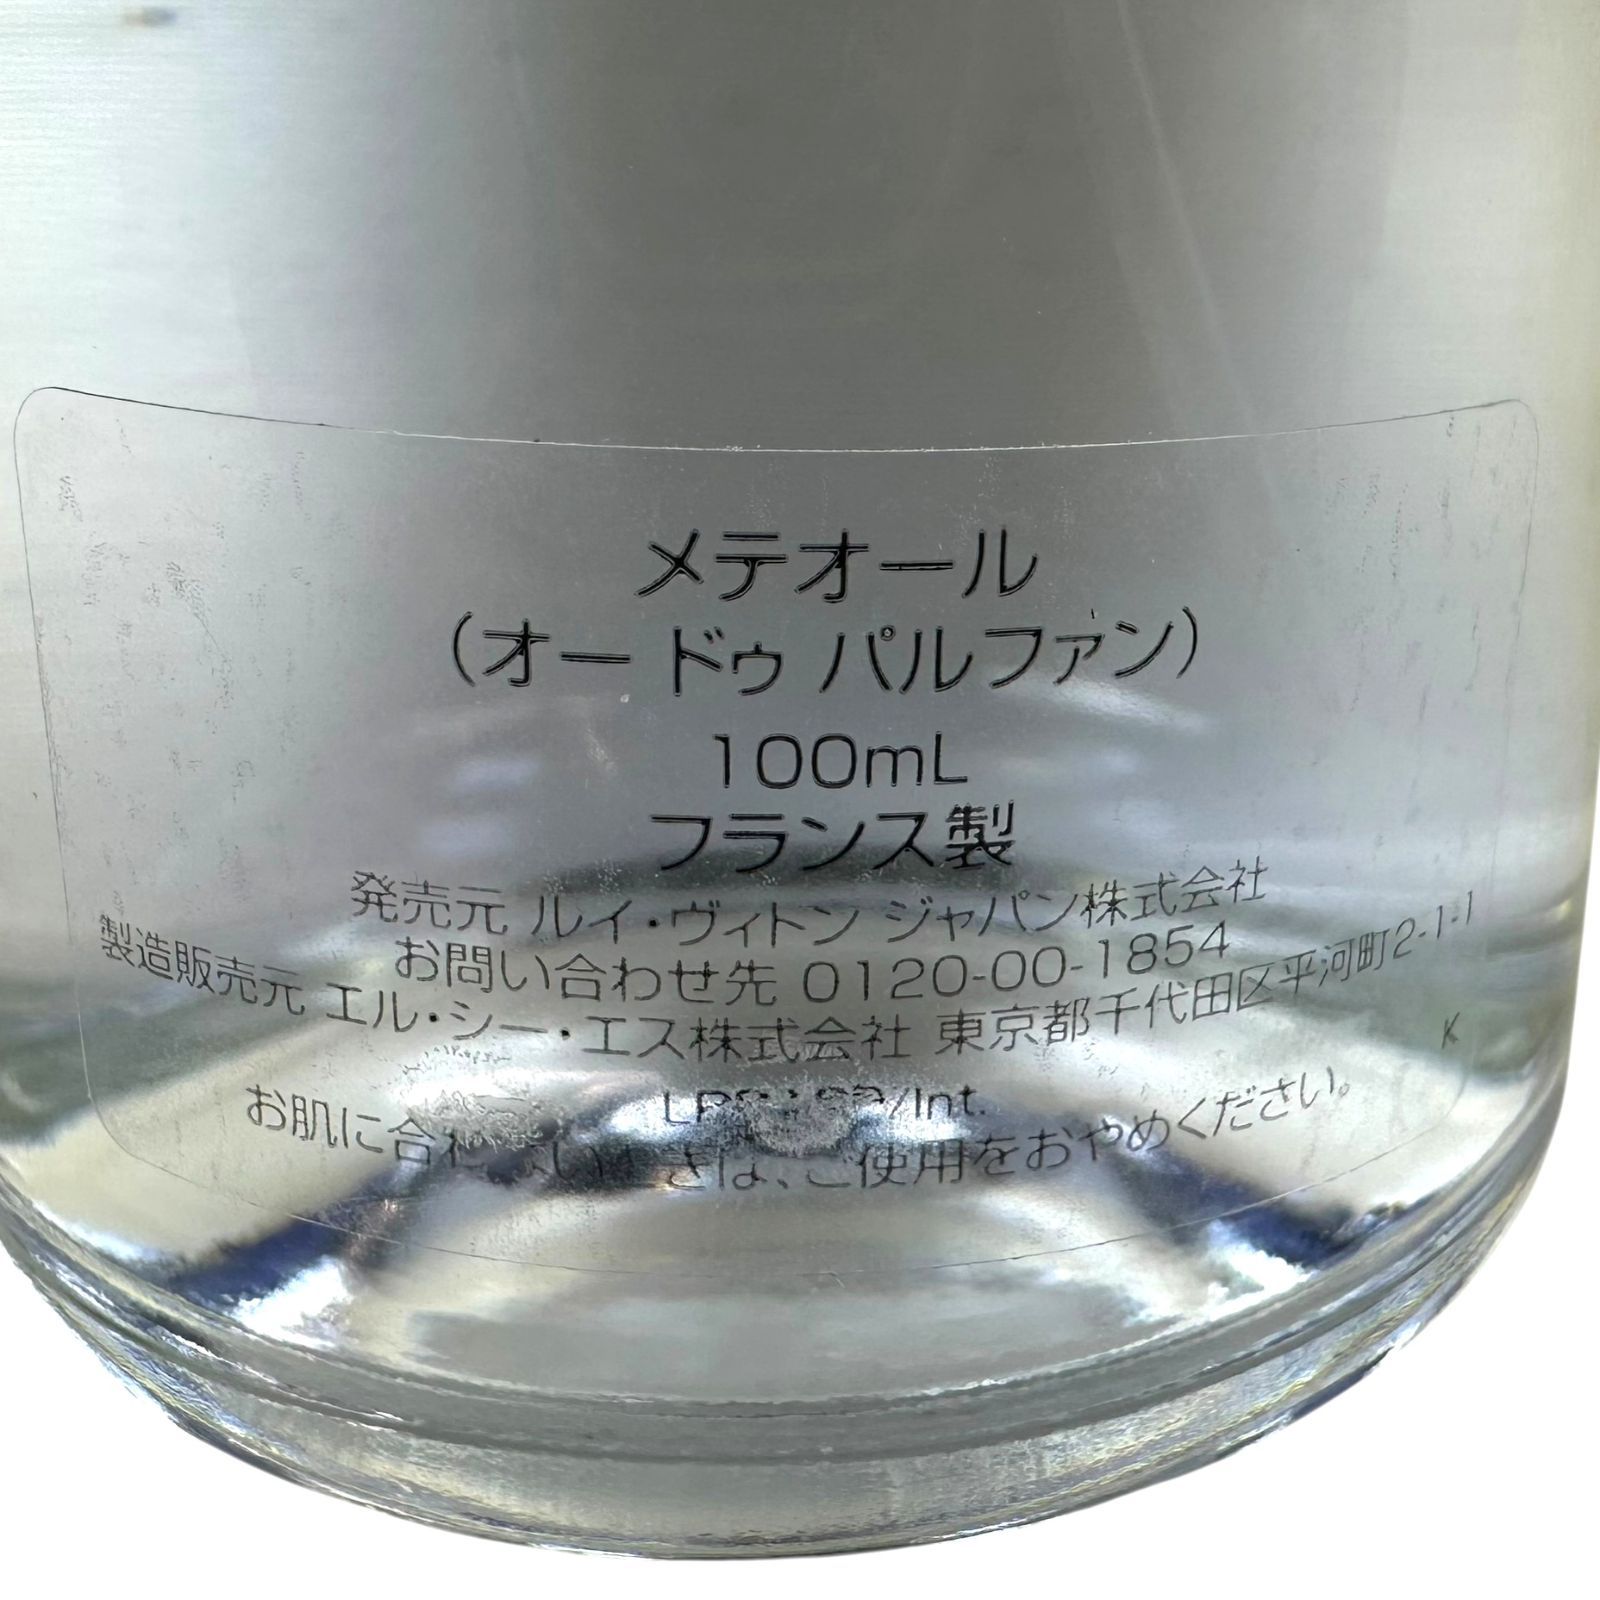 メテオール
（オー ドゥ パルファン）
100mL
フランス製
発売元 ルイ・ヴィトン ジャパン株式会社
お問い合わせ先 0120-00-1854
製造販売元 エル・シー・エス株式会社 東京都千代田区平河町2-1-1
K
/Int.
お肌に合わないときは、ご使用をおやめください。